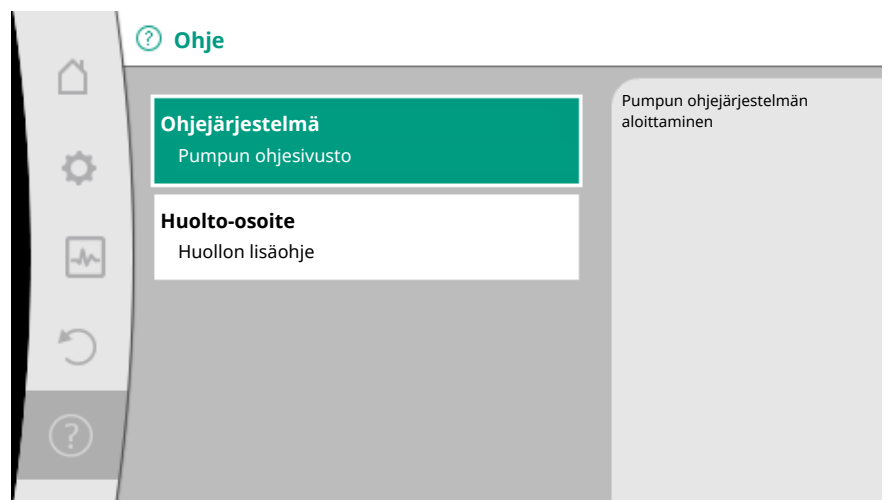 Ohje
Ohjejärjestelmä
Pumpun ohjesivusto
Huolto-osoite
Huollon lisäohje
Pumpun ohjejärjestelmän
aloittaminen